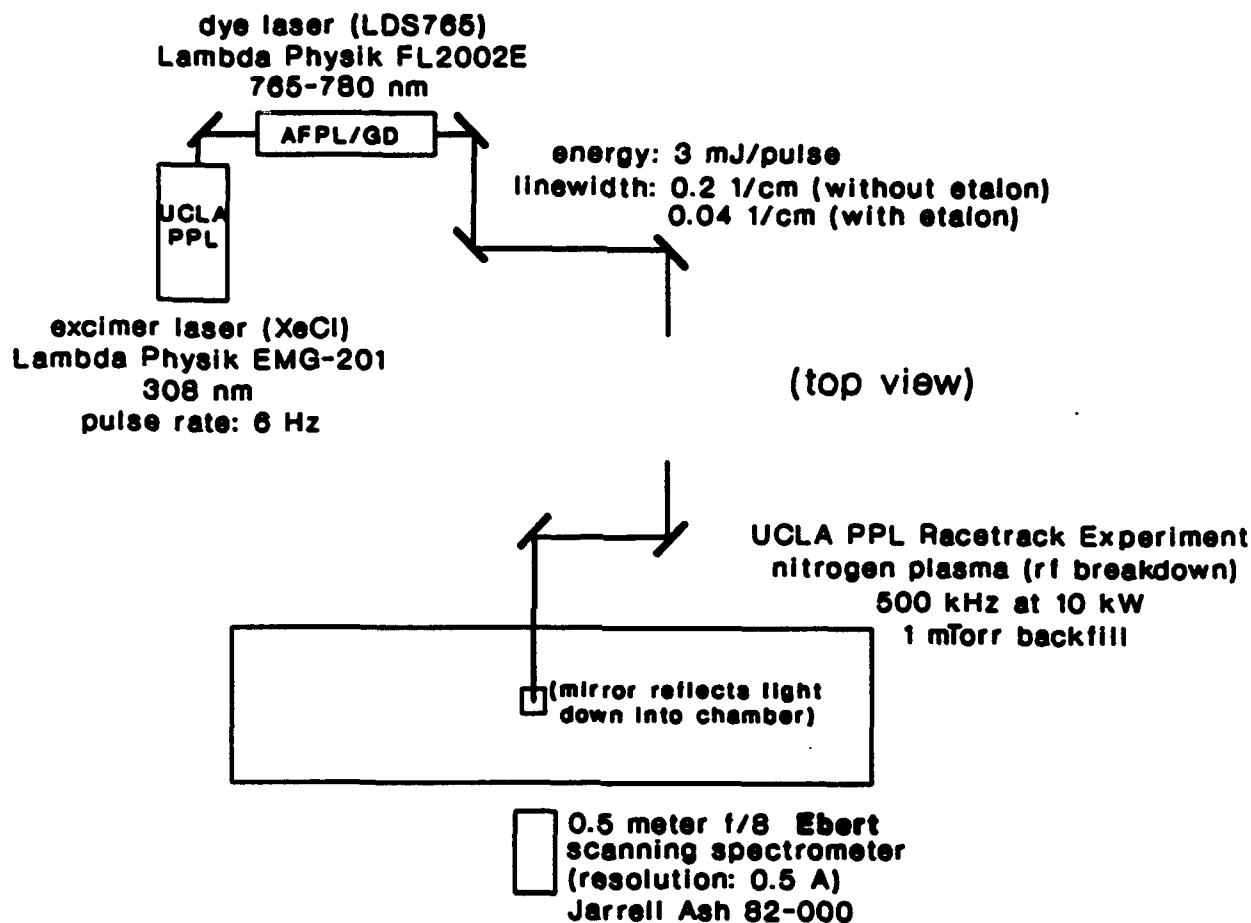 dye laser (LDS765)
Lambda Physik FL2002E
765-780 nm
AFPL/GD
energy: 3 mJ/pulse
linewidth: 0.2 1/cm (without etalon)
0.04 1/cm (with etalon)
UCLA
PPL
excimer laser (XeCl)
Lambda Physik EMG-201
308 nm
pulse rate: 6 Hz
(top view)
UCLA PPL Racetrack Experiment
nitrogen plasma (rf breakdown)
500 kHz at 10 kW
1 mTorr backfill
(mirror reflects light
down into chamber)
0.5 meter f/8 Ebert
scanning spectrometer
(resolution: 0.5 A)
Jarrell Ash 82-000